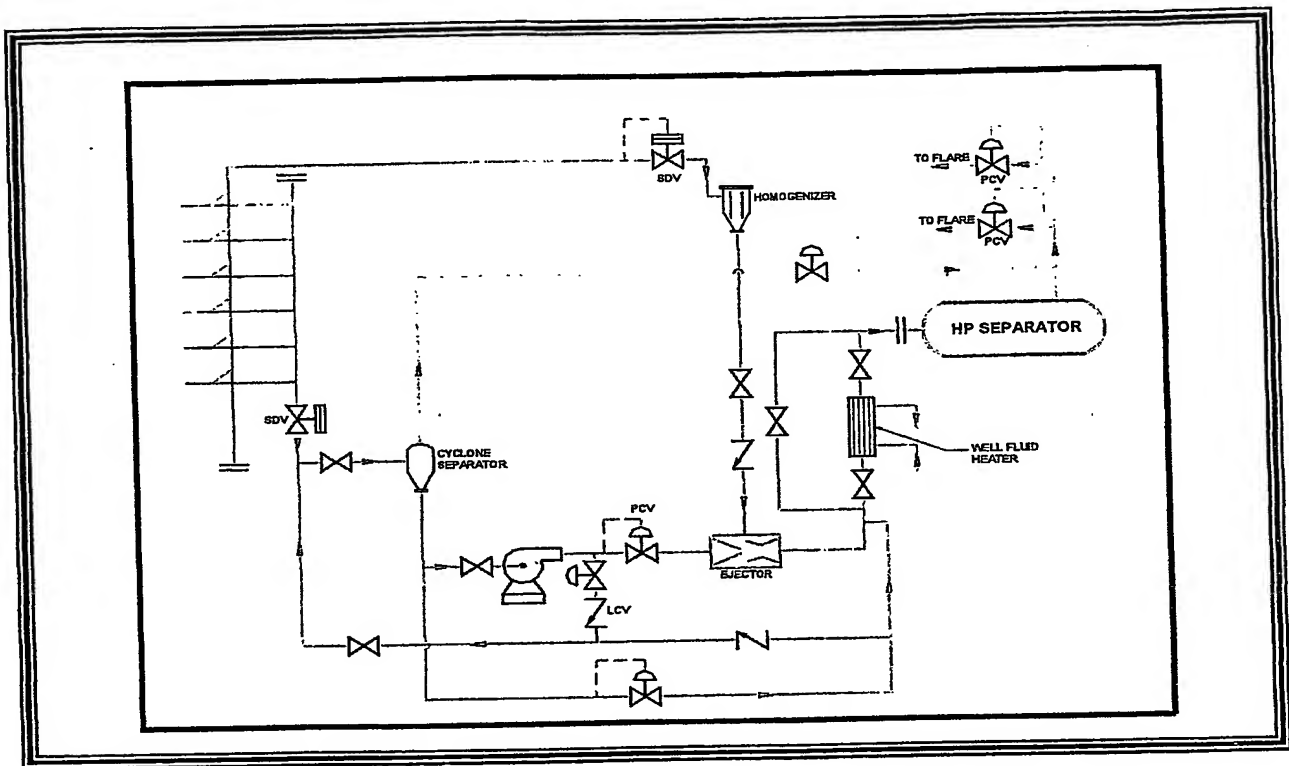 SDV
HOMOGENIZER
TO FLARE
PCV
TO FLARE
PCV
HP SEPARATOR
SDV
CYCLONE
SEPARATOR
WELL FLUID
HEATER
PCV
EJECTOR
LCV